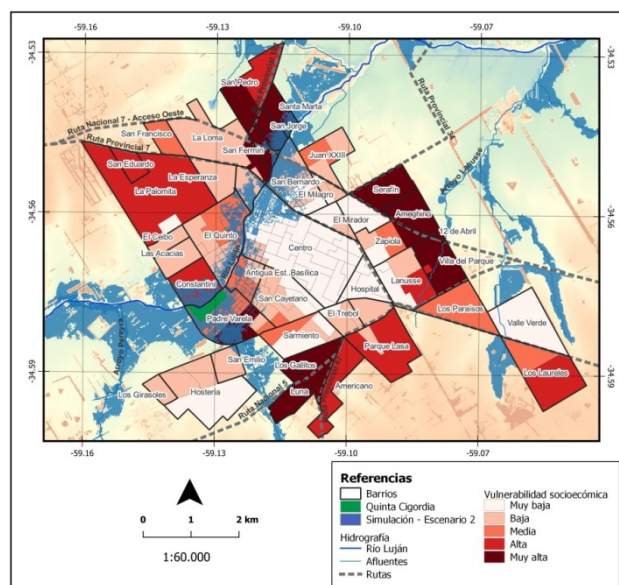 -59.16 -59.13 -59.10 -59.07
-34.53 -34.53
San Pedro
Santa Marta
Ruta Nacional 7 - Acceso Oeste
San Francisco
La Loma
San Jorge
Ruta Provincial 7
San Fermín
Juan XXIII
Arroyo Lanusse
San Eduardo
La Esperanza
San Bernardo
Serafín
La Palomita
El Milagro
-34.56 -34.56
El Mirador
Ameghino
12 de Abril
El Ceibo
El Quinto
Las Acacias
Centro
Zapiola
Río Luján
Villa del Parque
Antigua Est. Basílica
Constantini
Hospital
Lanusse
San Cayetano
Los Paraisos
Padre Varela
El Trebol
Valle Verde
Sarmiento
Arroyo Pereyra
San Emilio
Parque Lasa
-34.59 -34.59
Los Gallitos
Los Laureles
Los Girasoles
Hostería
Luna
Americano
Ruta Nacional 5
-59.16 -59.13 -59.10 -59.07
0 1 2 km
1:60.000
Referencias
Barrios
Quinta Cigordia
Simulación - Escenario 2
Hidrografía
Río Luján
Afluentes
Rutas
Vulnerabilidad socioecómica
Muy baja
Baja
Media
Alta
Muy alta